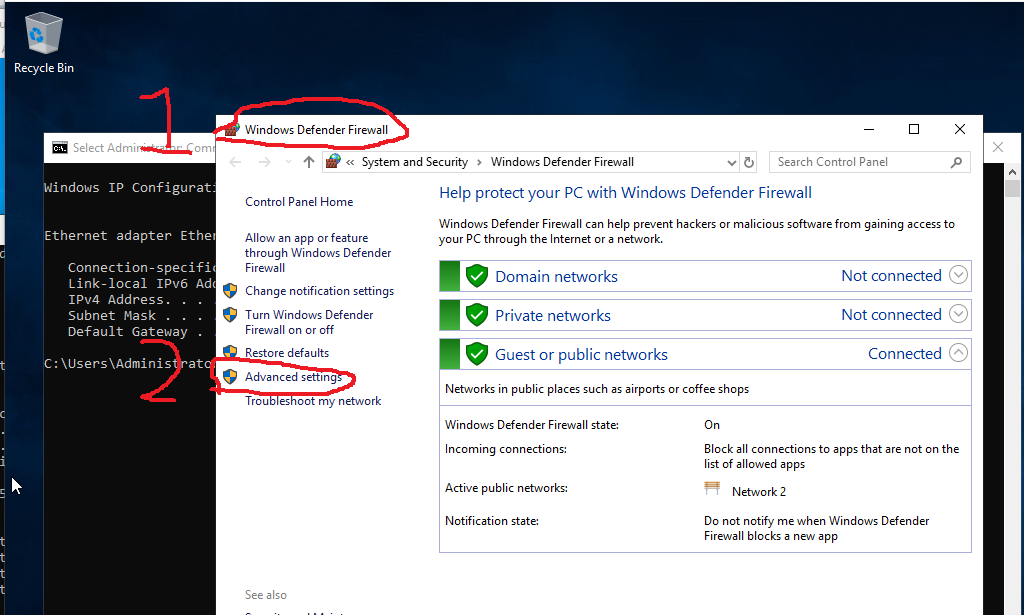 Recycle Bin
1
Windows Defender Firewall
Select Administrator: Comm
System and Security
Windows Defender Firewall
Search Control Panel
Windows IP Configurati
Ethernet adapter Ether
Connection-specific
Link-local IPv6 Add
IPv4 Address. . . .
Subnet Mask . . . .
Default Gateway . .
C:\Users\Administrato
2
Control Panel Home
Allow an app or feature
through Windows Defender
Firewall
Change notification settings
Turn Windows Defender
Firewall on or off
Restore defaults
Advanced settings
Troubleshoot my network
See also
Help protect your PC with Windows Defender Firewall
Windows Defender Firewall can help prevent hackers or malicious software from gaining access to
your PC through the Internet or a network.
Domain networks Not connected
Private networks Not connected
Guest or public networks Connected
Networks in public places such as airports or coffee shops
Windows Defender Firewall state: On
Incoming connections: Block all connections to apps that are not on the
list of allowed apps
Active public networks: Network 2
Notification state: Do not notify me when Windows Defender
Firewall blocks a new app